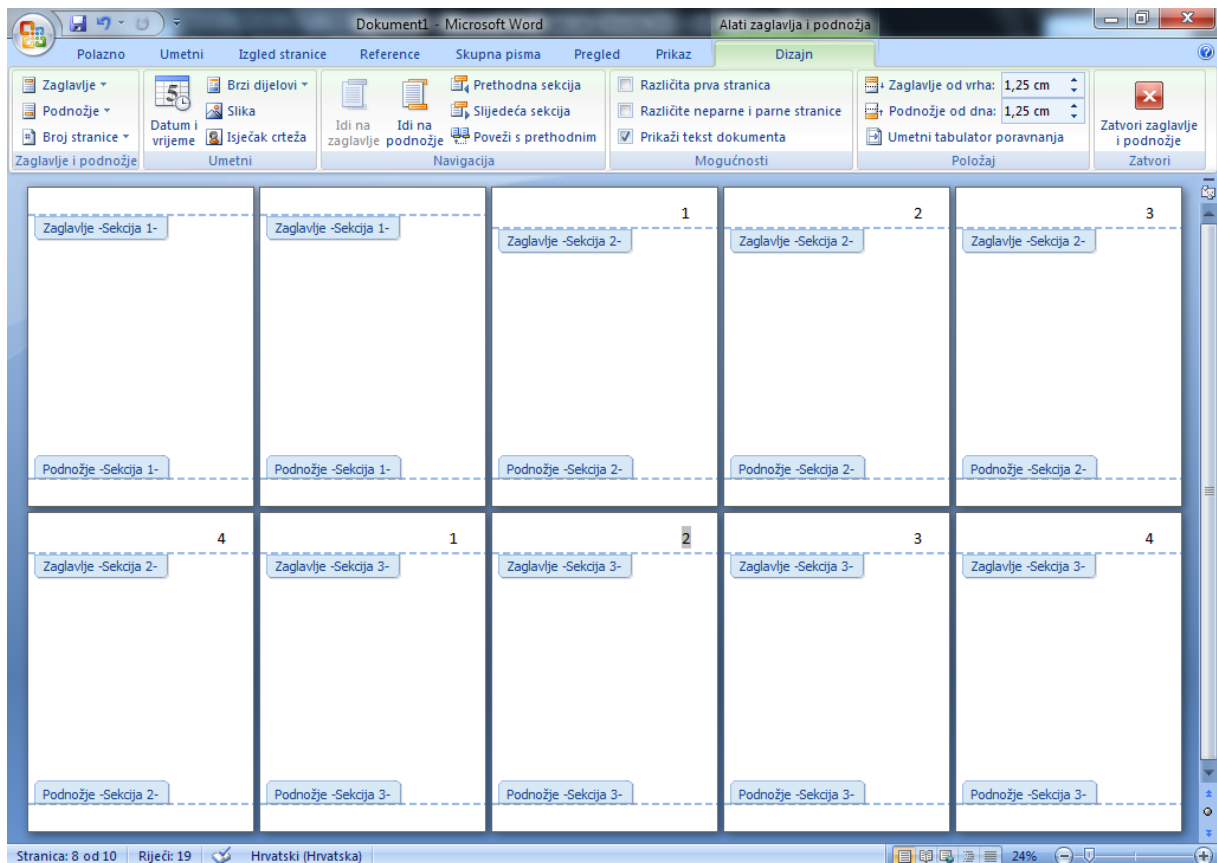 Dokument1 - Microsoft Word
Alati zaglavlja i podnožja
Polazno Umetni Izgled stranice Reference Skupna pisma Pregled Prikaz Dizajn
Zaglavlje
Podnožje
Broj stranice
Zaglavlje i podnožje
5
Datum i
vrijeme
Brzi dijelovi
Slika
Isječak crteža
Umetni
Idi na
zaglavlje
Idi na
podnožje
Prethodna sekcija
Slijedeća sekcija
Poveži s prethodnim
Navigacija
Različita prva stranica
Različite neparne i parne stranice
Prikaži tekst dokumenta
Mogućnosti
Zaglavlje od vrha: 1,25 cm
Podnožje od dna: 1,25 cm
Umetni tabulator poravnanja
Položaj
Zatvori zaglavlje
i podnožje
Zatvori
1 2 3
Zaglavlje -Sekcija 1- Zaglavlje -Sekcija 1- Zaglavlje -Sekcija 2- Zaglavlje -Sekcija 2- Zaglavlje -Sekcija 2-
Podnožje -Sekcija 1- Podnožje -Sekcija 1- Podnožje -Sekcija 2- Podnožje -Sekcija 2- Podnožje -Sekcija 2-
4 1 2 3 4
Zaglavlje -Sekcija 2- Zaglavlje -Sekcija 3- Zaglavlje -Sekcija 3- Zaglavlje -Sekcija 3- Zaglavlje -Sekcija 3-
Podnožje -Sekcija 2- Podnožje -Sekcija 3- Podnožje -Sekcija 3- Podnožje -Sekcija 3- Podnožje -Sekcija 3-
Stranica: 8 od 10 Riječi: 19 Hrvatski (Hrvatska) 24%